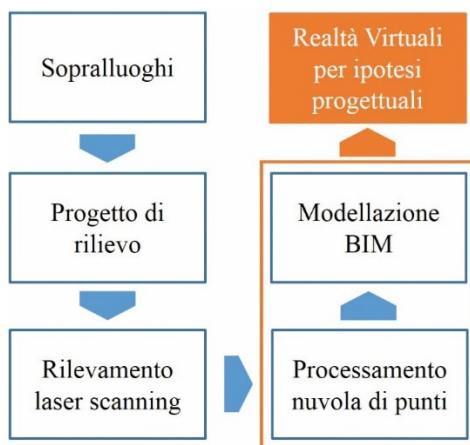 Sopralluoghi
Progetto di
rilievo
Rilevamento
laser scanning
Processamento
nuvola di punti
Modellazione
BIM
Realtà Virtuali
per ipotesi
progettuali